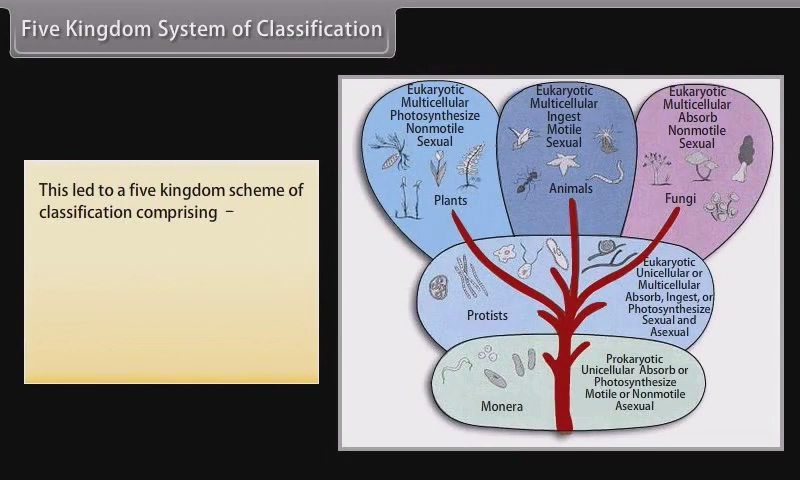 Five Kingdom System of Classification
This led to a five kingdom scheme of
classification comprising –
Eukaryotic
Multicellular
Photosynthesize
Nonmotile
Sexual
Plants
Eukaryotic
Multicellular
Ingest
Motile
Sexual
Animals
Eukaryotic
Multicellular
Absorb
Nonmotile
Sexual
Fungi
Protists
Eukaryotic
Unicellular or
Multicellular
Absorb, Ingest, or
Photosynthesize
Sexual and
Asexual
Monera
Prokaryotic
Unicellular Absorb or
Photosynthesize
Motile or Nonmotile
Asexual